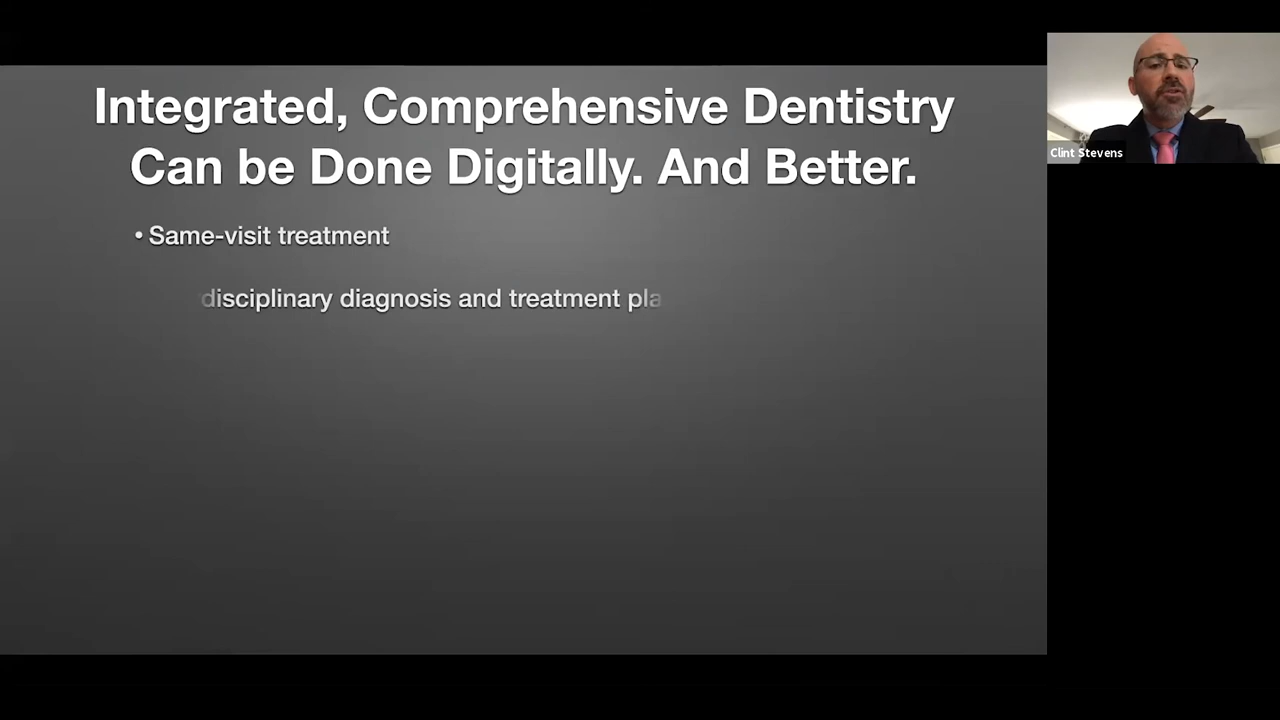 Integrated, Comprehensive Dentistry
Can be Done Digitally. And Better.
• Same-visit treatment
disciplinary diagnosis and treatment pla
Clint Stevens